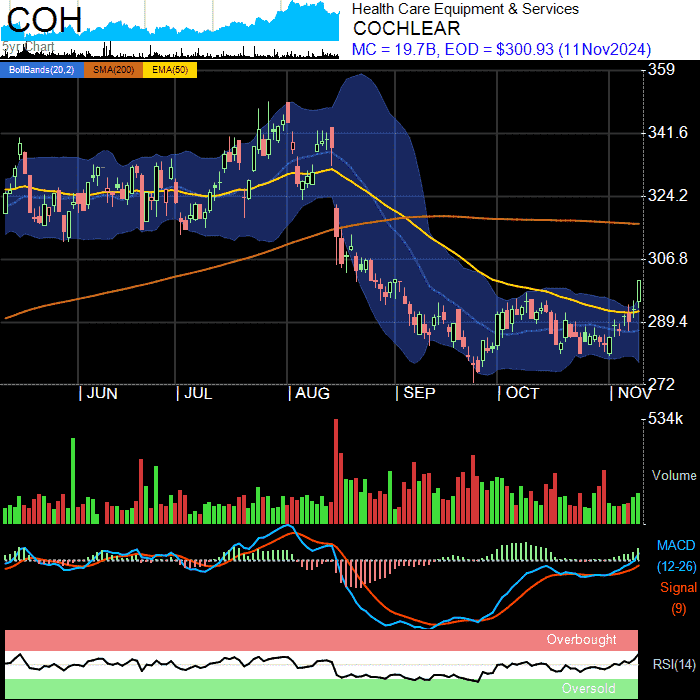 COH
5yr Chart
Health Care Equipment & Services
COCHLEAR
MC = 19.7B, EOD = $300.93 (11Nov2024)
BollBands(20,2) SMA(200) EMA(50)
359
341.6
324.2
306.8
289.4
272
JUN JUL AUG SEP OCT NOV
534k
Volume
MACD
(12-26)
Signal
(9)
Overbought
RSI(14)
Oversold